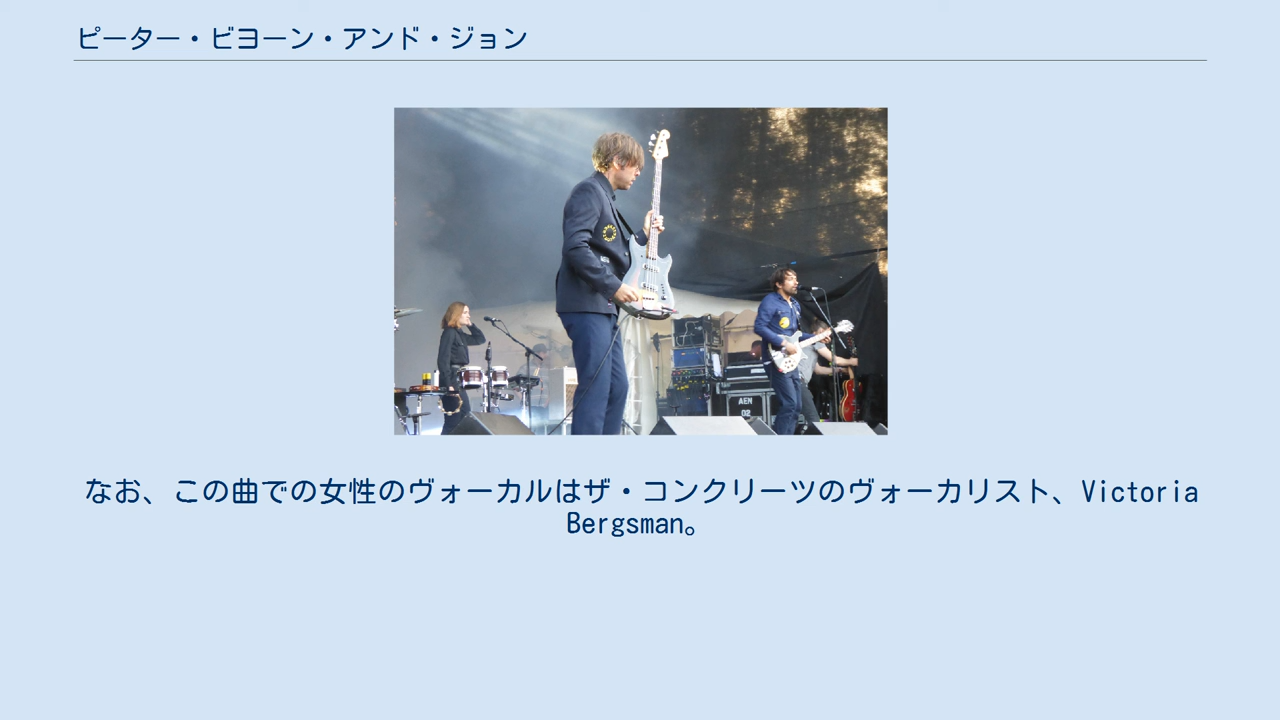 ピーター・ビヨーン・アンド・ジョン
AEN
D2
なお、この曲での女性のヴォーカルはザ・コンクリーツのヴォーカリスト、Victoria
Bergsman。